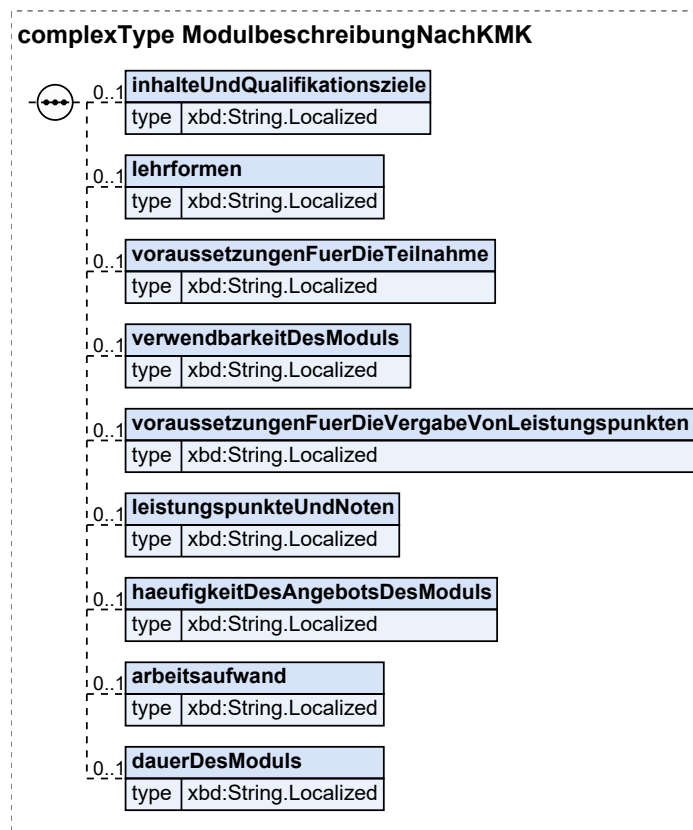 complexType ModulbeschreibungNachKMK
0..1 inhalteUndQualifikationsziele
type xbd:String.Localized
0..1 lehrformen
type xbd:String.Localized
0..1 voraussetzungenFuerDieTeilnahme
type xbd:String.Localized
0..1 verwendbarkeitDesModuls
type xbd:String.Localized
0..1 voraussetzungenFuerDieVergabeVonLeistungspunkten
type xbd:String.Localized
0..1 leistungspunkteUndNoten
type xbd:String.Localized
0..1 haeufigkeitDesAngebotsDesModuls
type xbd:String.Localized
0..1 arbeitsaufwand
type xbd:String.Localized
0..1 dauerDesModuls
type xbd:String.Localized